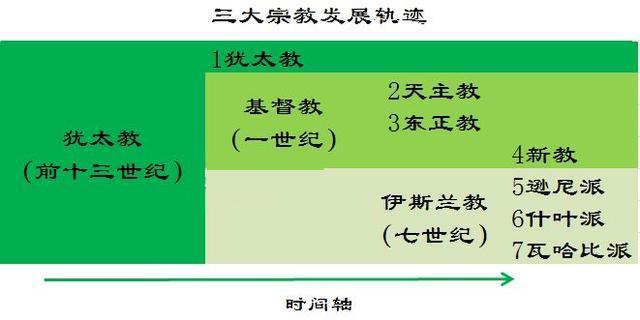 三大宗教发展轨迹
1犹太教
犹太教
(前十三世纪)
基督教
(一世纪)
2天主教
3东正教
4新教
伊斯兰教
(七世纪)
5逊尼派
6什叶派
7瓦哈比派
时间轴